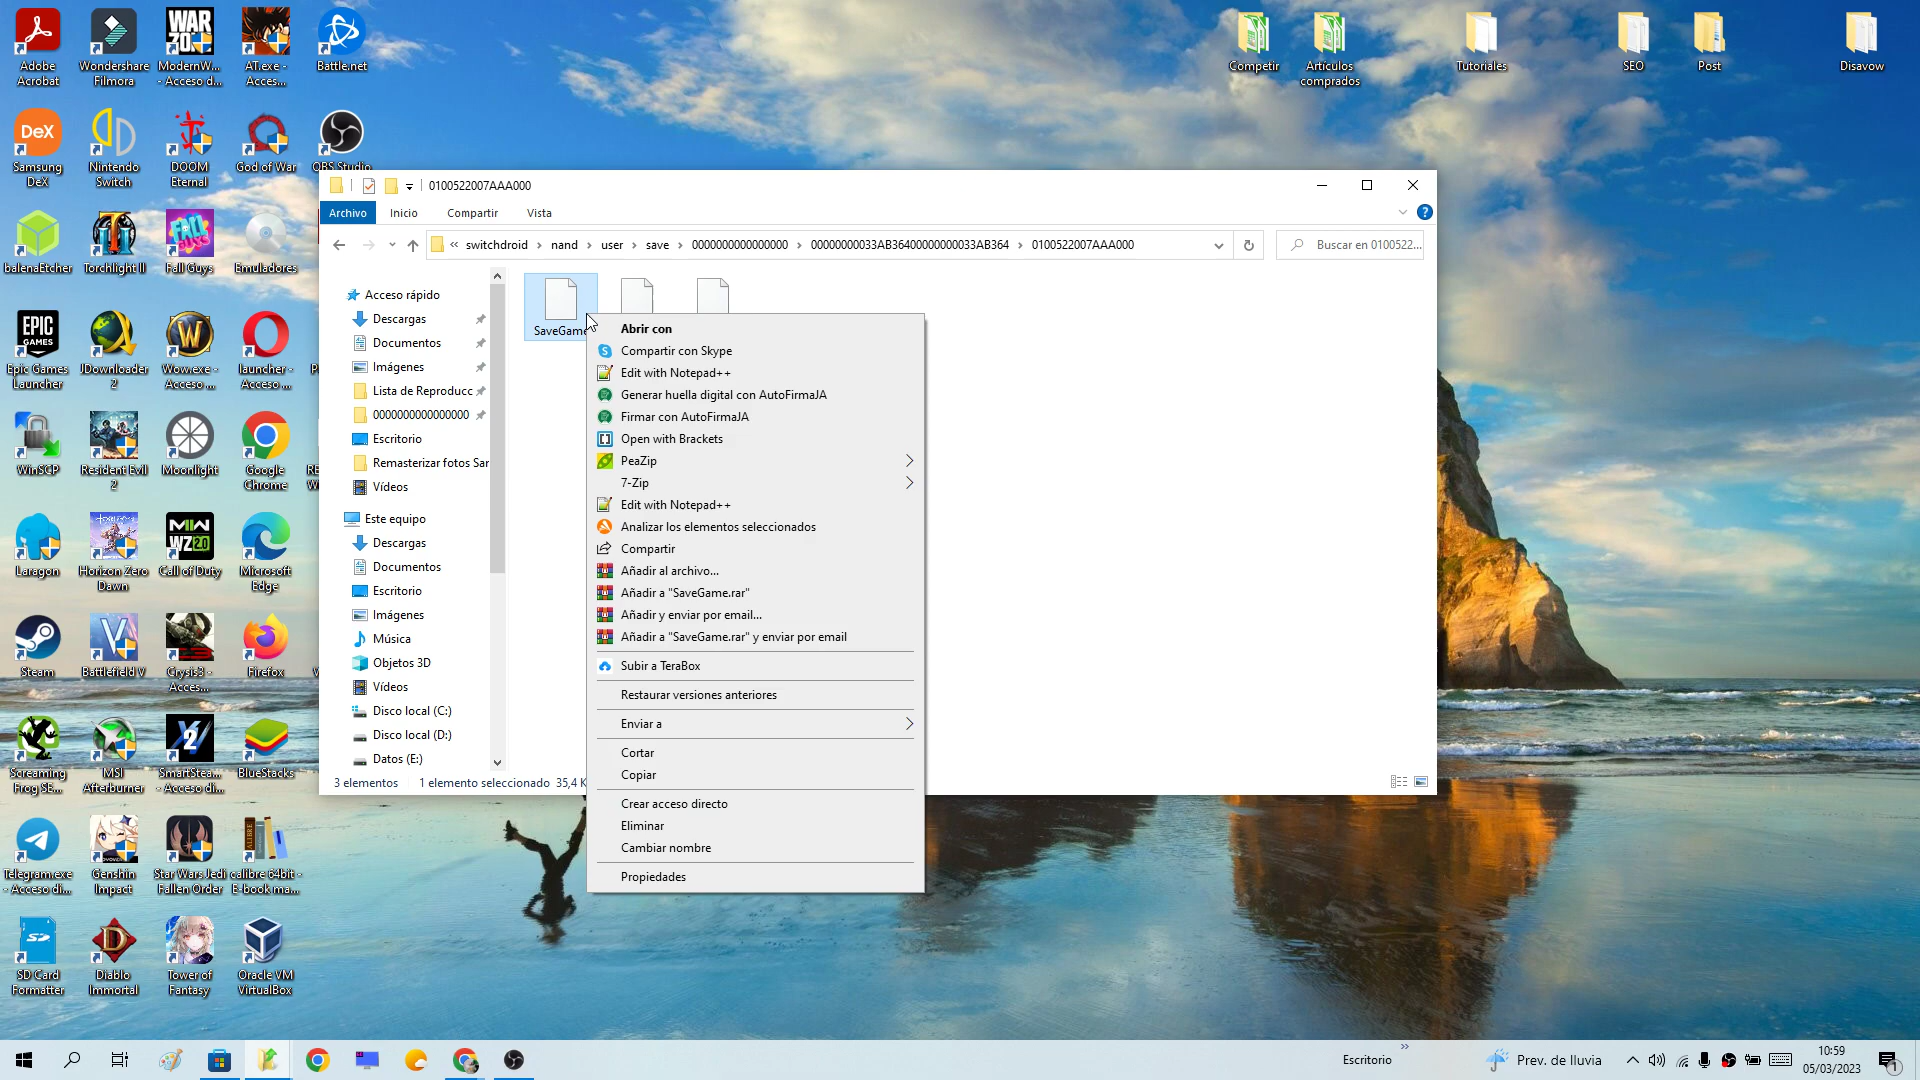 Adobe
Acrobat
Wondershare
Filmora
ModernW...
- Acceso d...
AT.exe -
Acces...
Battle.net
Competir
Artículos
comprados
Tutoriales
SEO
Post
Disavow
Samsung
DeX
Nintendo
Switch
DOOM
Eternal
God of War
OBS Studio
balenaEtcher
Torchlight II
Fall Guys
Emuladores
Epic Games
Launcher
JDownloader
2
Wow.exe -
Acceso ...
launcher -
Acceso ...
WinSCP
Resident Evil
2
Moonlight
Google
Chrome
Laragon
Horizon Zero
Dawn
Call of Duty
Microsoft
Edge
Steam
Battlefield V
Crysis3 -
Acces...
Firefox
Screaming
Frog SE...
MSI
Afterburner
SmartStea...
- Acceso di...
BlueStacks
Telegram.exe
- Acceso di...
Genshin
Impact
Star Wars Jedi
Fallen Order
calibre 64bit -
E-book ma...
SD Card
Formatter
Diablo
Immortal
Tower of
Fantasy
Oracle VM
VirtualBox
0100522007AAA000
Archivo Inicio Compartir Vista
« switchdroid > nand > user > save > 0000000000000000 > 00000000033AB36400000000033AB364 > 0100522007AAA000
Buscar en 0100522...
Acceso rápido
Descargas
Documentos
Imágenes
Lista de Reproducc
0000000000000000
Escritorio
Remasterizar fotos Sar
Vídeos
Este equipo
Descargas
Documentos
Escritorio
Imágenes
Música
Objetos 3D
Vídeos
Disco local (C:)
Disco local (D:)
Datos (E:)
3 elementos 1 elemento seleccionado 35,4 K
SaveGame
Abrir con
Compartir con Skype
Edit with Notepad++
Generar huella digital con AutoFirmaJA
Firmar con AutoFirmaJA
Open with Brackets
PeaZip
7-Zip
Edit with Notepad++
Analizar los elementos seleccionados
Compartir
Añadir al archivo...
Añadir a "SaveGame.rar"
Añadir y enviar por email...
Añadir a "SaveGame.rar" y enviar por email
Subir a TeraBox
Restaurar versiones anteriores
Enviar a
Cortar
Copiar
Crear acceso directo
Eliminar
Cambiar nombre
Propiedades
Escritorio
Prev. de lluvia
10:59
05/03/2023
1